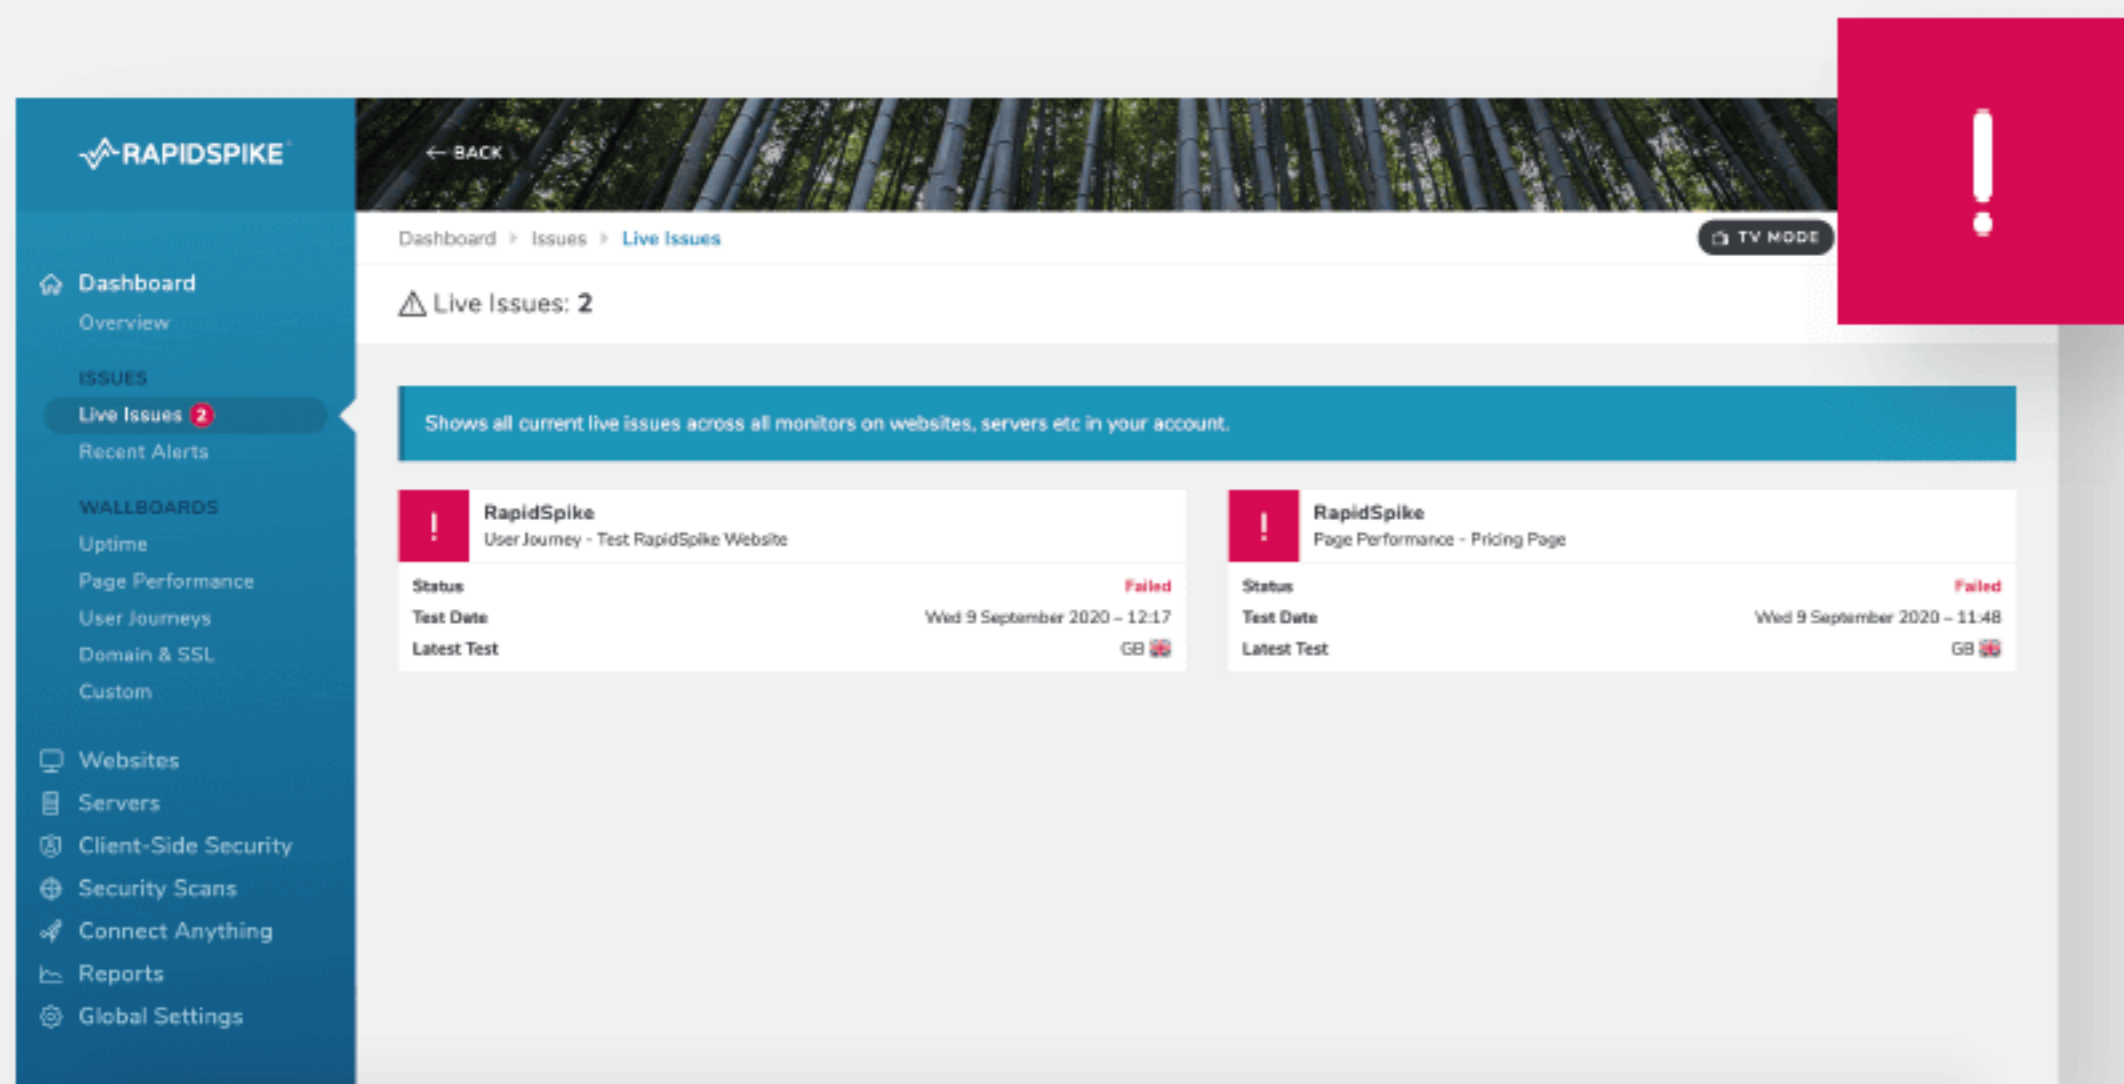 RAPIDSPIKE
← BACK
Dashboard
Overview
ISSUES
Live Issues 2
Recent Alerts
WALLBOARDS
Uptime
Page Performance
User Journeys
Domain & SSL
Custom
Websites
Servers
Client-Side Security
Security Scans
Connect Anything
Reports
Global Settings
Dashboard Issues Live Issues
TV MODE
!
Live Issues: 2
Shows all current live issues across all monitors on websites, servers etc in your account.
!
RapidSpike
User Journey - Test RapidSpike Website
Status Failed
Test Date Wed 9 September 2020 – 12:17
Latest Test GB
!
RapidSpike
Page Performance - Pricing Page
Status Failed
Test Date Wed 9 September 2020 – 11:48
Latest Test GB